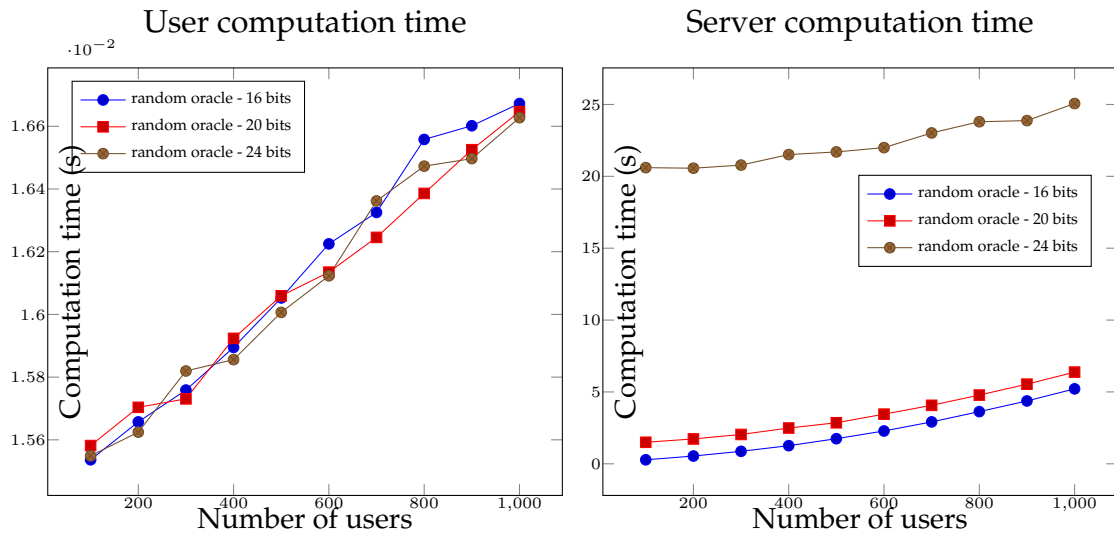 User computation time
·10−2
random oracle - 16 bits
random oracle - 20 bits
random oracle - 24 bits
1.66
1.64
1.62
1.6
1.58
1.56
Computation time (s)
200 400 600 800 1,000
Number of users
Server computation time
25
20
15
10
5
0
Computation time (s)
random oracle - 16 bits
random oracle - 20 bits
random oracle - 24 bits
200 400 600 800 1,000
Number of users